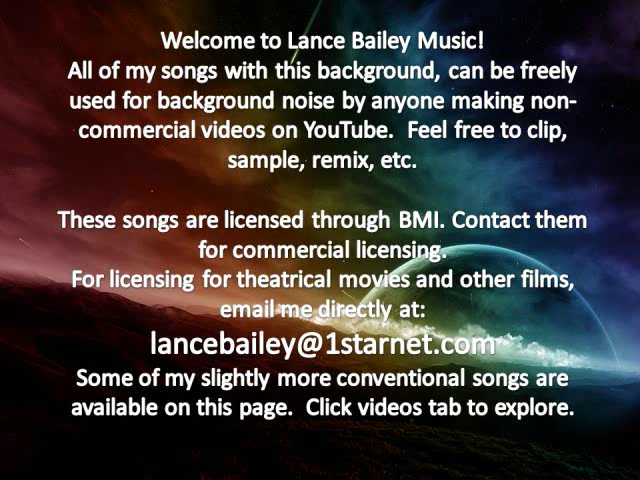 Welcome to Lance Bailey Music!
All of my songs with this background, can be freely
used for background noise by anyone making non-
commercial videos on YouTube.  Feel free to clip,
sample, remix, etc.
These songs are licensed through BMI. Contact them
for commercial licensing.
For licensing for theatrical movies and other films,
email me directly at:
lancebailey@1starnet.com
Some of my slightly more conventional songs are
available on this page.  Click videos tab to explore.